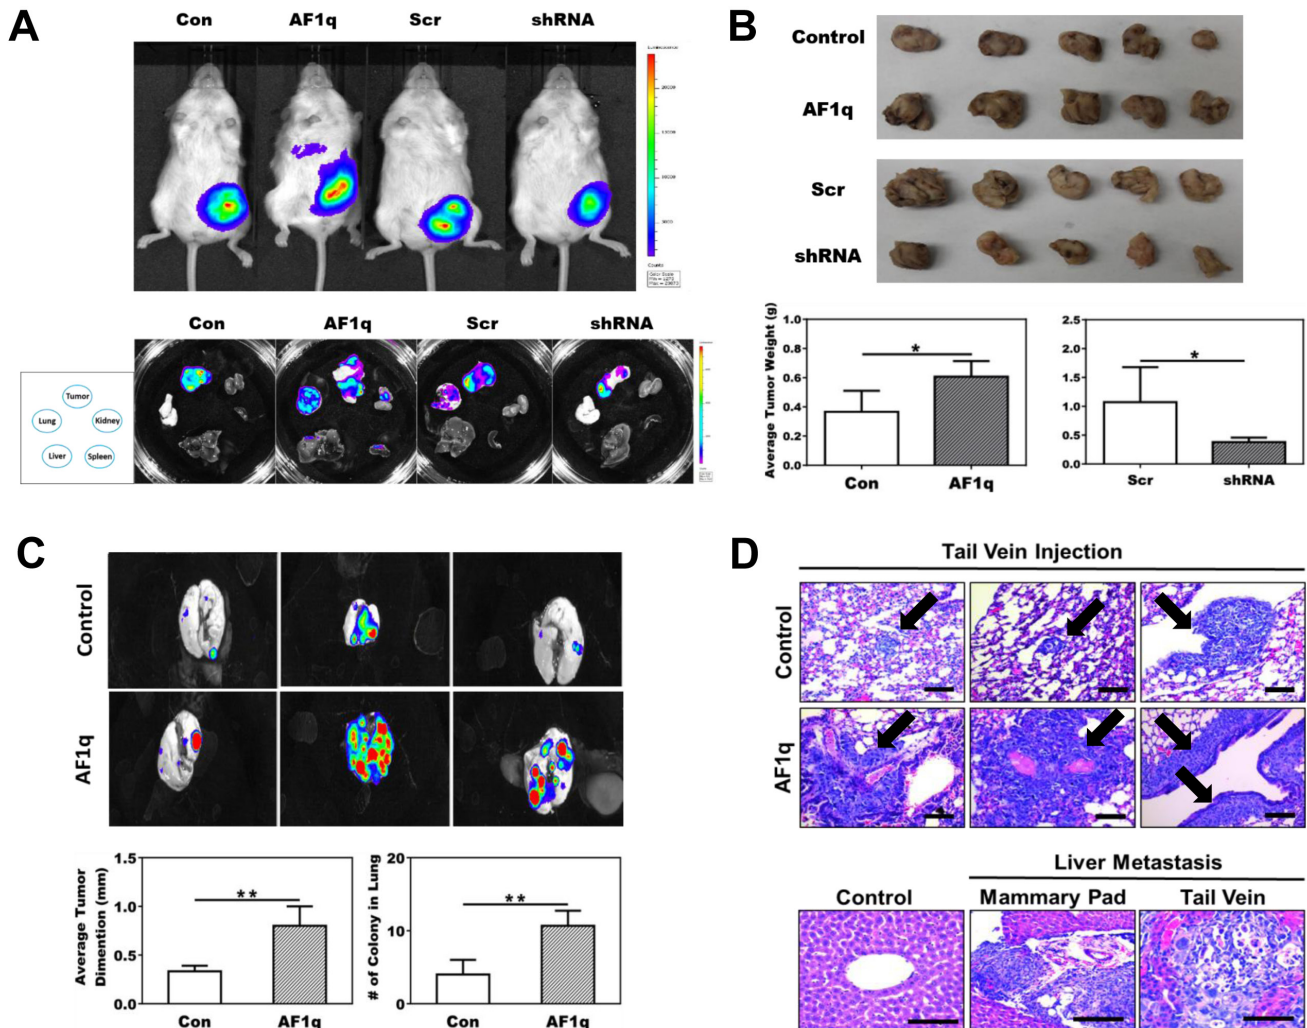 A
Con AF1q Scr shRNA
Counts
Con AF1q Scr shRNA
Tumor
Lung Kidney
Liver Spleen
B
Control
AF1q
Scr
shRNA
Average Tumor Weight (g)
1.0
0.8
0.6
0.4
0.2
0.0
*
Con AF1q
2.5
2.0
1.5
1.0
0.5
0.0
*
Scr shRNA
C
Control
AF1q
Average Tumor
Dimention (mm)
1.5
1.0
0.5
0.0
**
Con AF1q
# of Colony in Lung
20
10
0
**
Con AF1q
D
Tail Vein Injection
Control
AF1q
Liver Metastasis
Control Mammary Pad Tail Vein